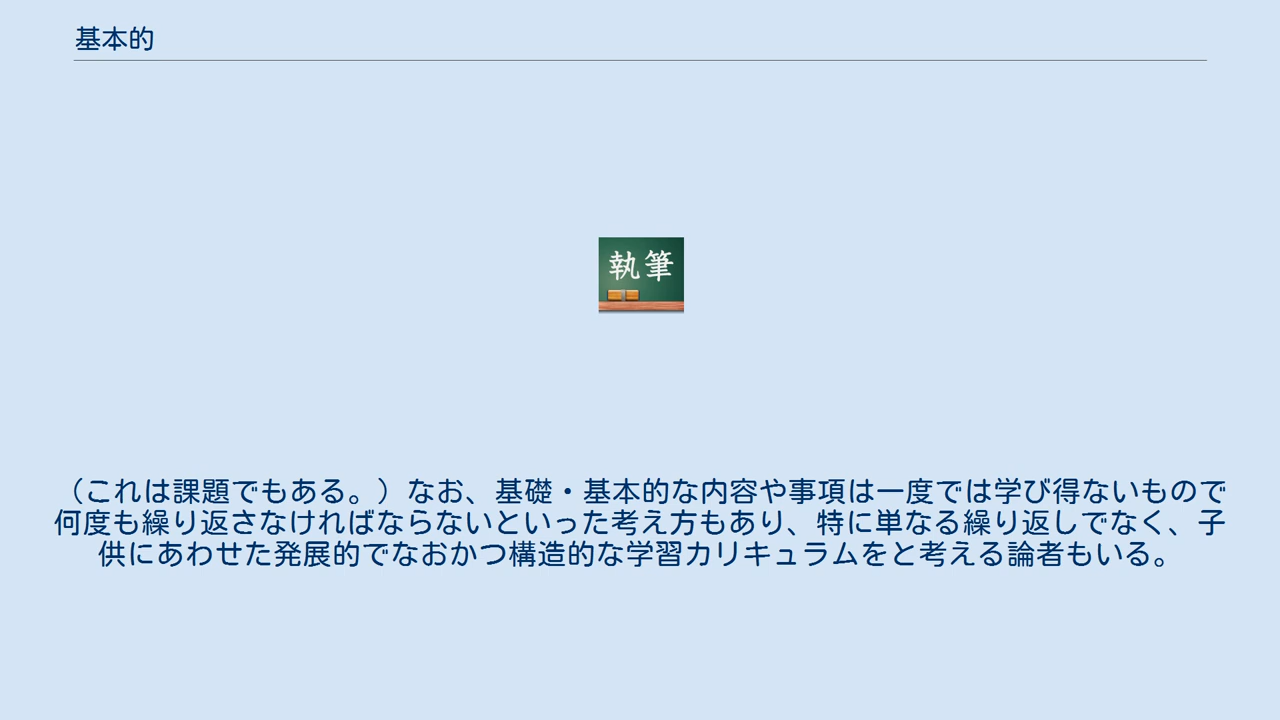 基本的
執筆
（これは課題でもある。）なお、基礎・基本的な内容や事項は一度では学び得ないもので
何度も繰り返さなければならないといった考え方もあり、特に単なる繰り返しでなく、子
供にあわせた発展的でなおかつ構造的な学習カリキュラムをと考える論者もいる。